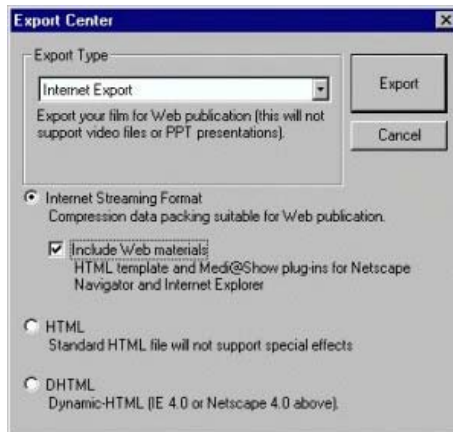 Export Center
Export Type
Internet Export
Export your film for Web publication (this will not
support video files or PPT presentations).
Export
Cancel
Internet Streaming Format
Compression data packing suitable for Web publication.
Include Web materials
HTML template and Medi@Show plug-ins for Netscape
Navigator and Internet Explorer
HTML
Standard HTML file will not support special effects
DHTML
Dynamic-HTML (IE 4.0 or Netscape 4.0 above).